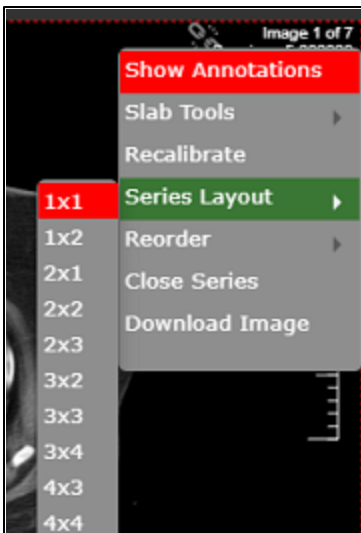 Image 1 of 7
Show Annotations
Slab Tools
Recalibrate
Series Layout
Reorder
Close Series
Download Image
1x1
1x2
2x1
2x2
2x3
3x2
3x3
3x4
4x3
4x4